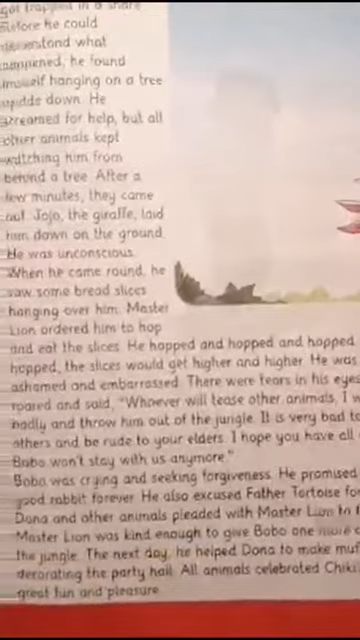 got trapped in a snare
Before he could
understand what
happened, he found
himself hanging on a tree
upside down. He
screamed for help, but all
other animals kept
watching him from
behind a tree. After a
few minutes, they came
out. Jojo, the giraffe, laid
him down on the ground.
He was unconscious.
When he came round, he
saw some bread slices
hanging over him. Master
Lion ordered him to hop
and eat the slices. He hopped and hopped and hopped
hopped, the slices would get higher and higher. He was
ashamed and embarrassed. There were tears in his eyes
roared and said, "Whoever will tease other animals, I w
badly and throw him out of the jungle. It is very bad to
others and be rude to your elders. I hope you have all
Bobo won't stay with us anymore."
Bobo was crying and seeking forgiveness. He promised
good rabbit forever. He also excused Father Tortoise fo
Dona and other animals pleaded with Master Lion to f
Master Lion was kind enough to give Bobo one more c
the jungle. The next day, he helped Dona to make muf
decorating the party hall. All animals celebrated Chiki
great fun and pleasure.